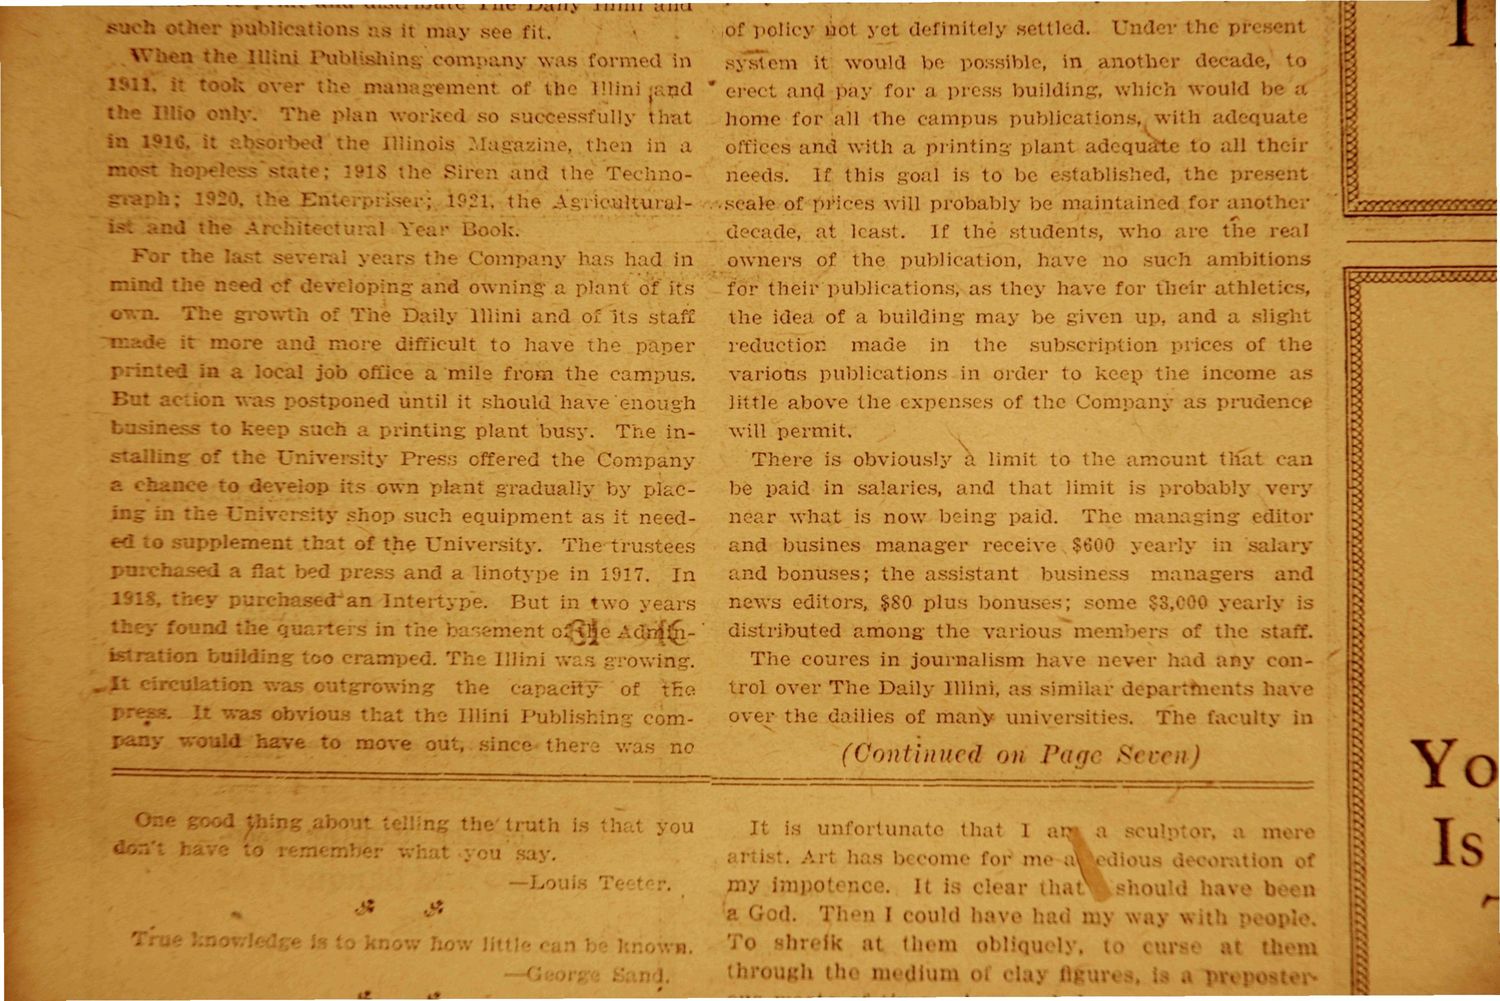 to print and distribute The Daily Illini and
such other publications as it may see fit.
When the Illini Publishing company was formed in
1911, it took over the management of the Illini and
the Illio only. The plan worked so successfully that
in 1916, it absorbed the Illinois Magazine, then in a
most hopeless state; 1918 the Siren and the Techno-
graph; 1920, the Enterpriser; 1921, the Agricultural-
ist and the Architectural Year Book.
For the last several years the Company has had in
mind the need of developing and owning a plant of its
own. The growth of The Daily Illini and of its staff
made it more and more difficult to have the paper
printed in a local job office a mile from the campus.
But action was postponed until it should have enough
business to keep such a printing plant busy. The in-
stalling of the University Press offered the Company
a chance to develop its own plant gradually by plac-
ing in the University shop such equipment as it need-
ed to supplement that of the University. The trustees
purchased a flat bed press and a linotype in 1917. In
1918, they purchased an Intertype. But in two years
they found the quarters in the basement of the Admin-
istration building too cramped. The Illini was growing.
It circulation was outgrowing the capacity of the
press. It was obvious that the Illini Publishing com-
pany would have to move out, since there was no
of policy not yet definitely settled. Under the present
system it would be possible, in another decade, to
erect and pay for a press building, which would be a
home for all the campus publications, with adequate
offices and with a printing plant adequate to all their
needs. If this goal is to be established, the present
scale of prices will probably be maintained for another
decade, at least. If the students, who are the real
owners of the publication, have no such ambitions
for their publications, as they have for their athletics,
the idea of a building may be given up, and a slight
reduction made in the subscription prices of the
various publications in order to keep the income as
little above the expenses of the Company as prudence
will permit.
There is obviously a limit to the amount that can
be paid in salaries, and that limit is probably very
near what is now being paid. The managing editor
and busines manager receive $600 yearly in salary
and bonuses; the assistant business managers and
news editors, $80 plus bonuses; some $3,000 yearly is
distributed among the various members of the staff.
The coures in journalism have never had any con-
trol over The Daily Illini, as similar departments have
over the dailies of many universities. The faculty in
(Continued on Page Seven)
One good thing about telling the truth is that you
don't have to remember what you say.
—Louis Teeter.
True knowledge is to know how little can be known.
—George Sand.
It is unfortunate that I am a sculptor, a mere
artist. Art has become for me a tedious decoration of
my impotence. It is clear that should have been
a God. Then I could have had my way with people.
To shreik at them obliquely, to curse at them
through the medium of clay figures, is a preposter-
Yo
Is